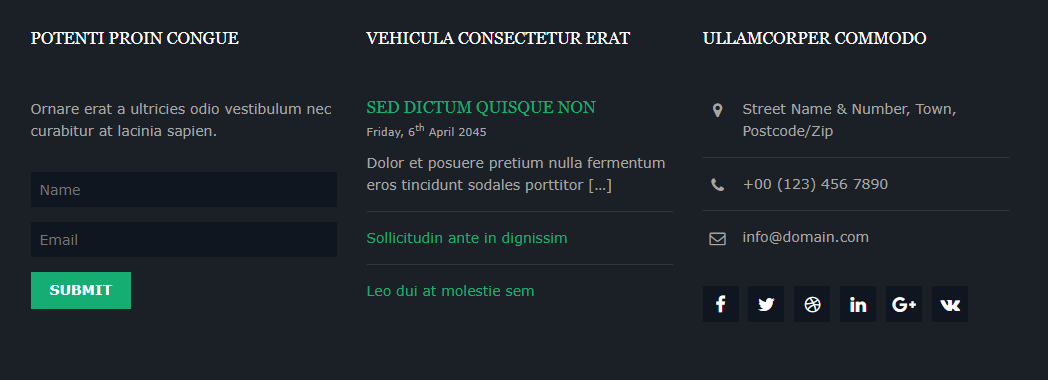 POTENTI PROIN CONGUE
Ornare erat a ultricies odio vestibulum nec
curabitur at lacinia sapien.
Name
Email
SUBMIT
VEHICULA CONSECTETUR ERAT
SED DICTUM QUISQUE NON
Friday, 6th April 2045
Dolor et posuere pretium nulla fermentum
eros tincidunt sodales porttitor […]
Sollicitudin ante in dignissim
Leo dui at molestie sem
ULLAMCORPER COMMODO
Street Name & Number, Town,
Postcode/Zip
+00 (123) 456 7890
info@domain.com